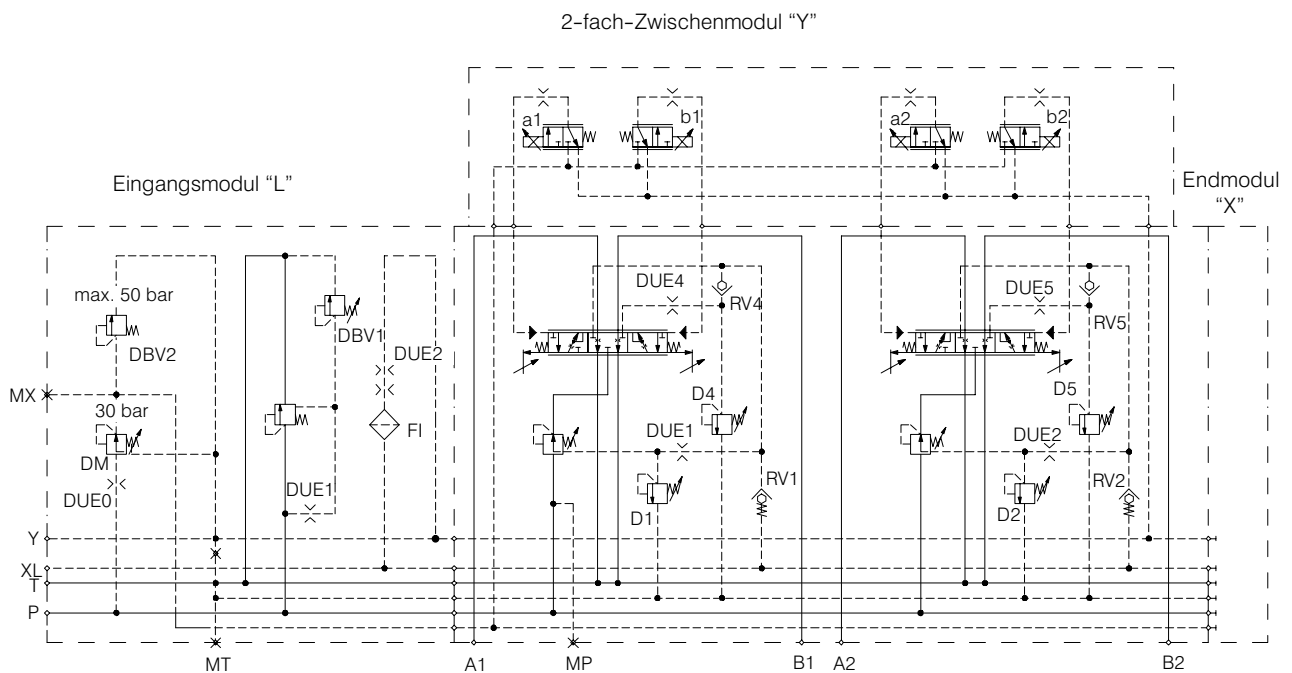 2-fach-Zwischenmodul “Y”
a1
b1
a2
b2
Eingangsmodul “L”
Endmodul
“X”
max. 50 bar
DBV2
DBV1
DUE2
DUE4
RV4
DUE5
RV5
MX
30 bar
DM
DUE0
FI
DUE1
D4
DUE1
D1
RV1
D5
DUE2
D2
RV2
Y
XL
T
P
MT
A1
MP
B1
A2
B2